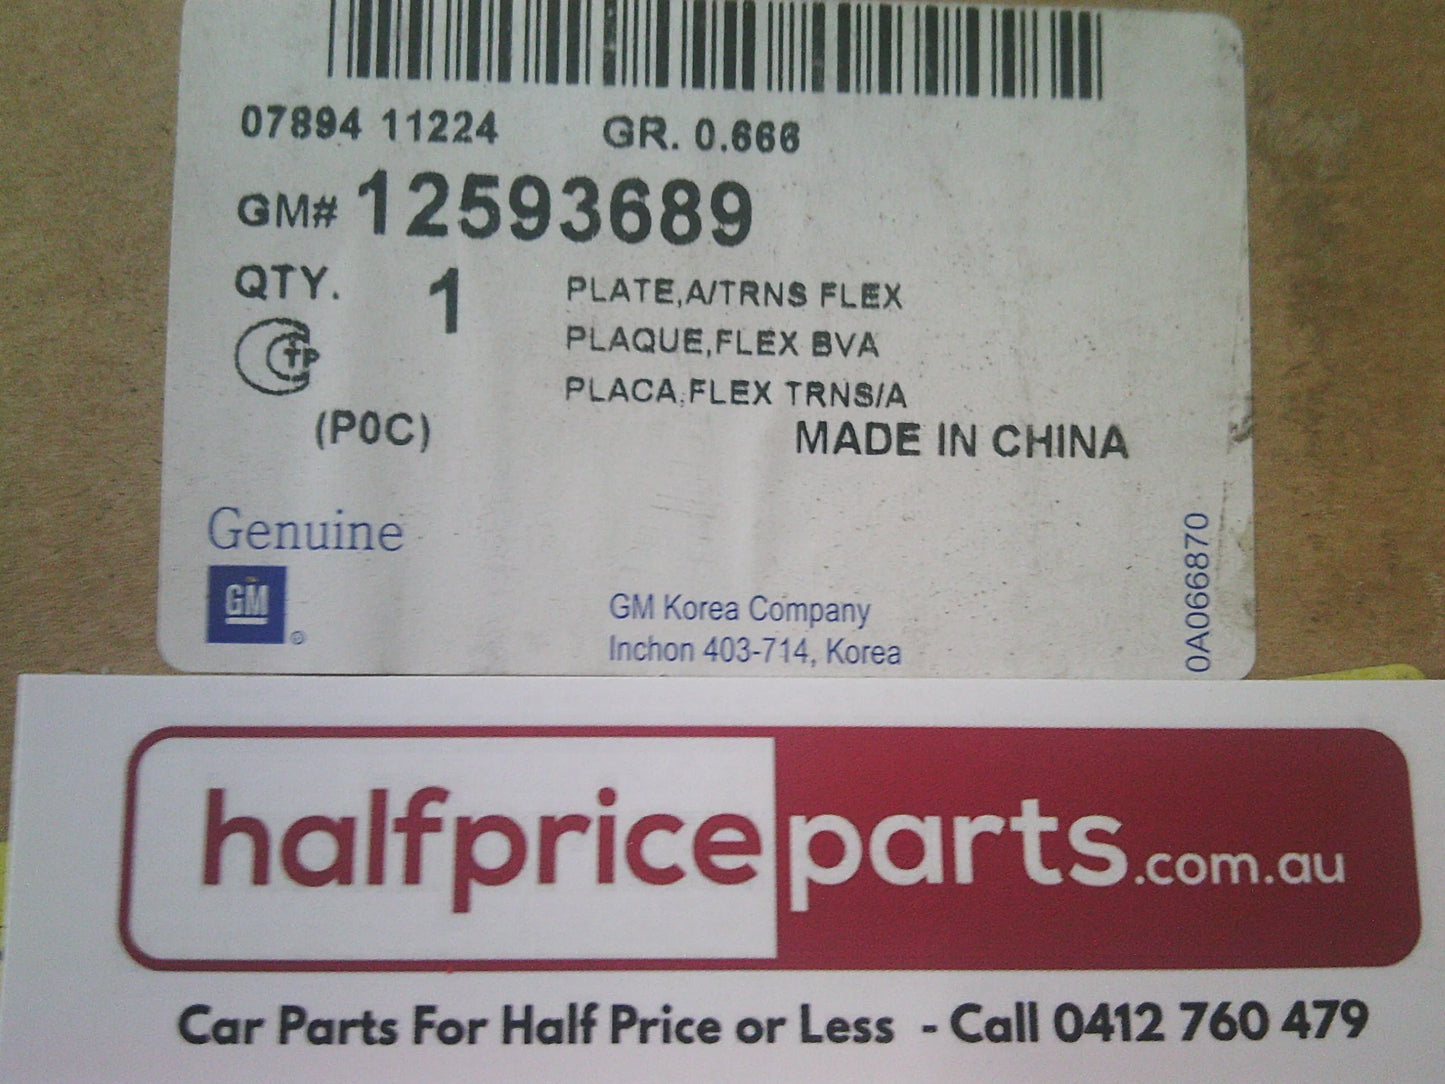 07894 11224 GR. 0.666
GM# 12593689
QTY. 1 PLATE,A/TRNS FLEX
PLAQUE,FLEX BVA
TP
PLACA,FLEX TRNS/A
(P0C) MADE IN CHINA
Genuine
GM
GM Korea Company
Inchon 403-714, Korea
0A066870
halfpriceparts.com.au
Car Parts For Half Price or Less - Call 0412 760 479